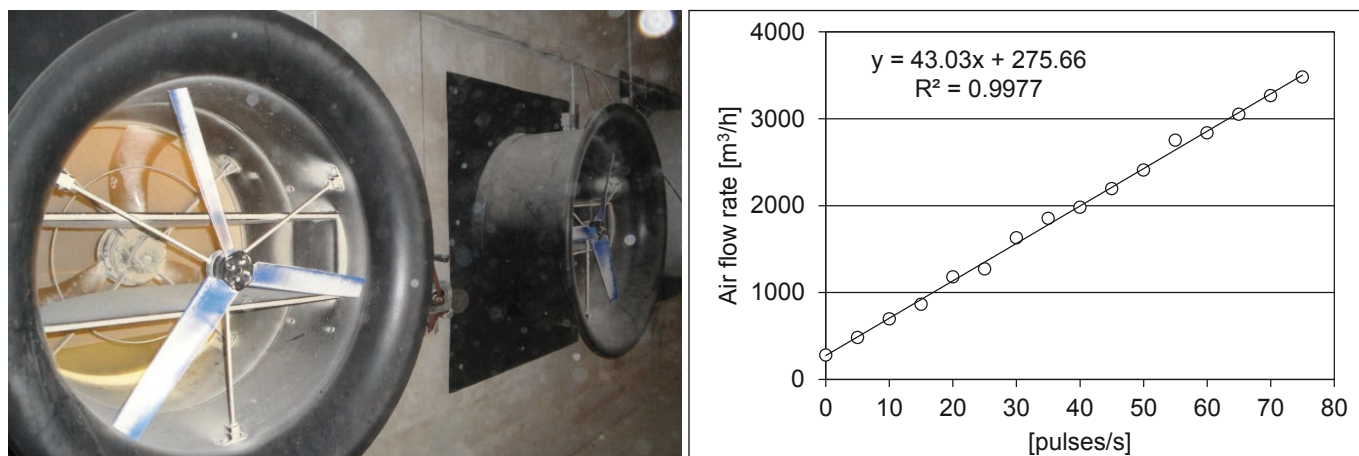 y = 43.03x + 275.66
R² = 0.9977
Air flow rate [m³/h]
4000
3000
2000
1000
0
0 10 20 30 40 50 60 70 80
[pulses/s]